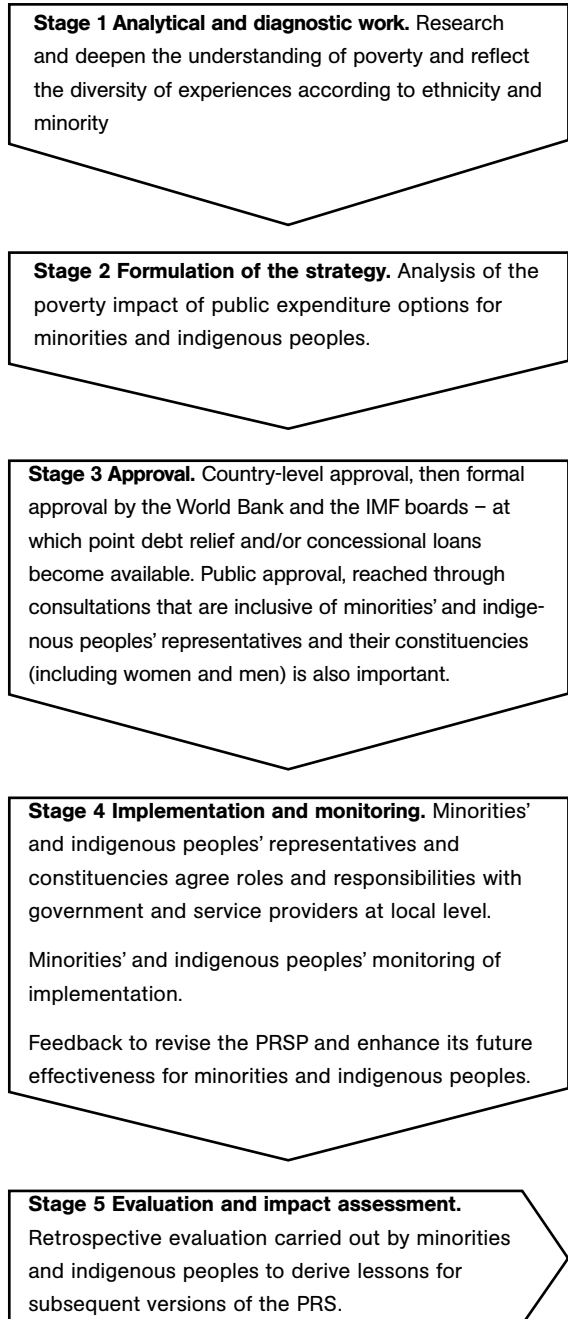 Stage 1 Analytical and diagnostic work. Research
and deepen the understanding of poverty and reflect
the diversity of experiences according to ethnicity and
minority
Stage 2 Formulation of the strategy. Analysis of the
poverty impact of public expenditure options for
minorities and indigenous peoples.
Stage 3 Approval. Country-level approval, then formal
approval by the World Bank and the IMF boards – at
which point debt relief and/or concessional loans
become available. Public approval, reached through
consultations that are inclusive of minorities’ and indige-
nous peoples’ representatives and their constituencies
(including women and men) is also important.
Stage 4 Implementation and monitoring. Minorities’
and indigenous peoples’ representatives and
constituencies agree roles and responsibilities with
government and service providers at local level.
Minorities’ and indigenous peoples’ monitoring of
implementation.
Feedback to revise the PRSP and enhance its future
effectiveness for minorities and indigenous peoples.
Stage 5 Evaluation and impact assessment.
Retrospective evaluation carried out by minorities
and indigenous peoples to derive lessons for
subsequent versions of the PRS.